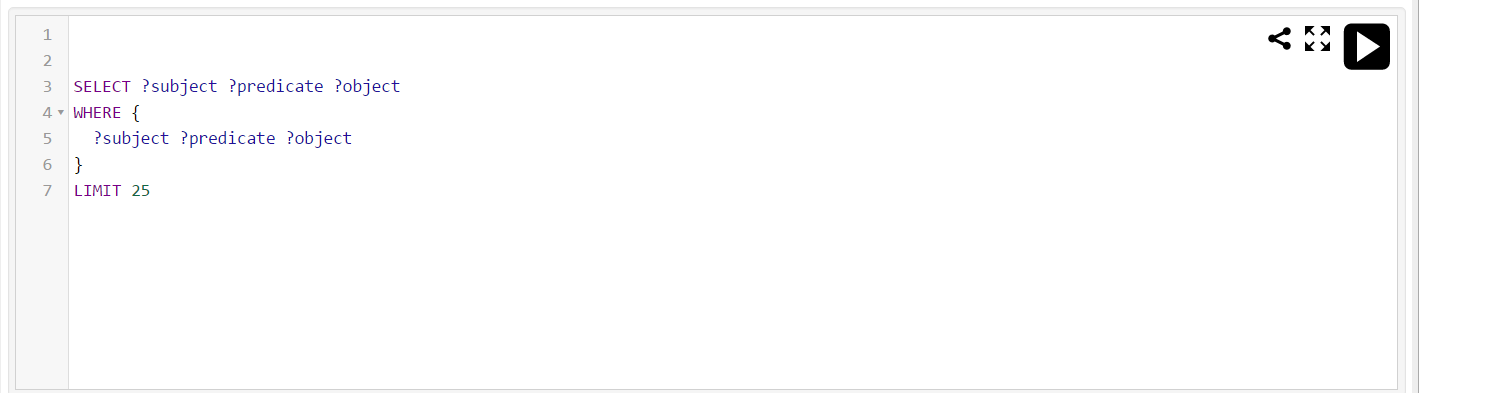 1
2
3 SELECT ?subject ?predicate ?object
4 WHERE {
5   ?subject ?predicate ?object
6 }
7 LIMIT 25